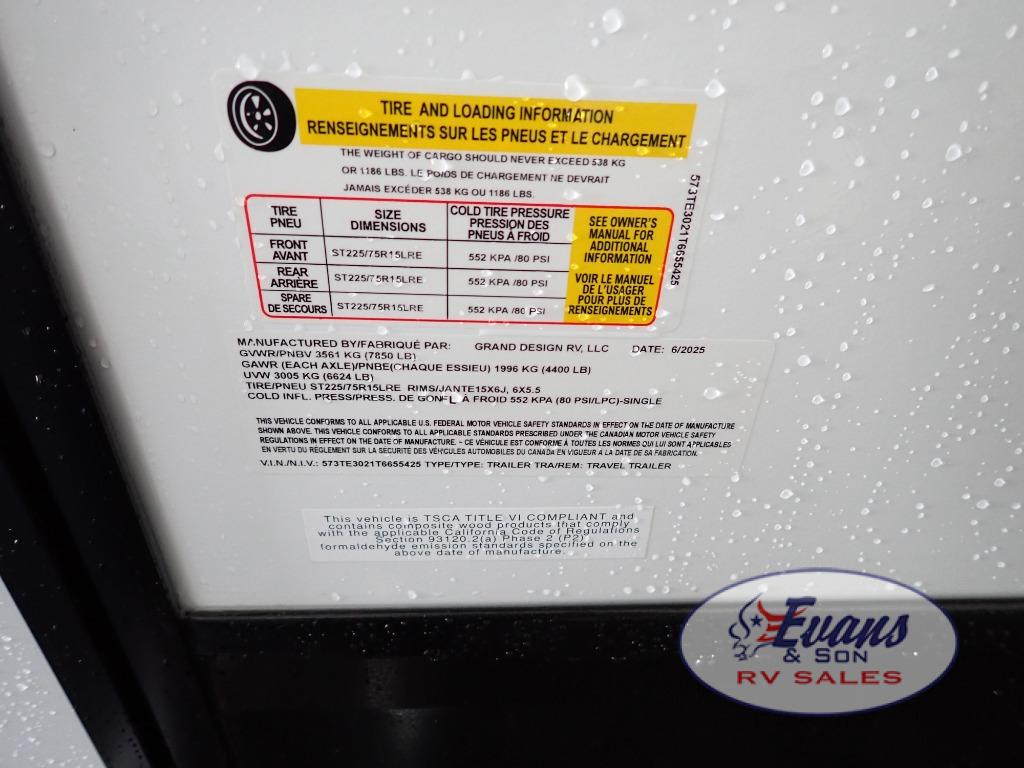 TIRE AND LOADING INFORMATION
RENSEIGNEMENTS SUR LES PNEUS ET LE CHARGEMENT
THE WEIGHT OF CARGO SHOULD NEVER EXCEED 538 KG
OR 1186 LBS. LE POIDS DE CHARGEMENT NE DEVRAIT
JAMAIS EXCÉDER 538 KG OU 1186 LBS.
TIRE PNEU
SIZE DIMENSIONS
COLD TIRE PRESSURE
PRESSION DES
PNEUS À FROID
FRONT AVANT
ST225/75R15LRE
552 KPA /80 PSI
REAR ARRIÈRE
ST225/75R15LRE
552 KPA /80 PSI
SPARE DE SECOURS
ST225/75R15LRE
552 KPA /80 PSI
SEE OWNER'S
MANUAL FOR
ADDITIONAL
INFORMATION
VOIR LE MANUEL
DE L'USAGER
POUR PLUS DE
RENSEIGNEMENTS
573TE3021T6655425
MANUFACTURED BY/FABRIQUÉ PAR: GRAND DESIGN RV, LLC DATE: 6/2025
GVWR/PNBV 3561 KG (7850 LB)
GAWR (EACH AXLE)/PNBE(CHAQUE ESSIEU) 1996 KG (4400 LB)
UVW 3005 KG (6624 LB)
TIRE/PNEU ST225/75R15LRE RIMS/JANTE15X6J, 6X5.5
COLD INFL. PRESS/PRESS. DE GONFL À FROID 552 KPA (80 PSI/LPC)-SINGLE
THIS VEHICLE CONFORMS TO ALL APPLICABLE U.S. FEDERAL MOTOR VEHICLE SAFETY STANDARDS IN EFFECT ON THE DATE OF MANUFACTURE
SHOWN ABOVE. THIS VEHICLE CONFORMS TO ALL APPLICABLE STANDARDS PRESCRIBED UNDER THE CANADIAN MOTOR VEHICLE SAFETY
REGULATIONS IN EFFECT ON THE DATE OF MANUFACTURE. - CE VÉHICULE EST CONFORME À TOUTES LES NORMES QUI LUI SONT APPLICABLES
EN VERTU DU RÈGLEMENT SUR LA SÉCURITÉ DES VÉHICULES AUTOMOBILES DU CANADA EN VIGUEUR À LA DATE DE SA FABRICATION.
V.I.N./N.I.V.: 573TE3021T6655425 TYPE/TYPE: TRAILER TRA/REM: TRAVEL TRAILER
This vehicle is TSCA TITLE VI COMPLIANT and
contains composite wood products that comply
with the applicable California Code of Regulations
Section 93120.2(a) Phase 2 (P2)
formaldehyde emission standards specified on the
above date of manufacture.
Evans
& SON
RV SALES